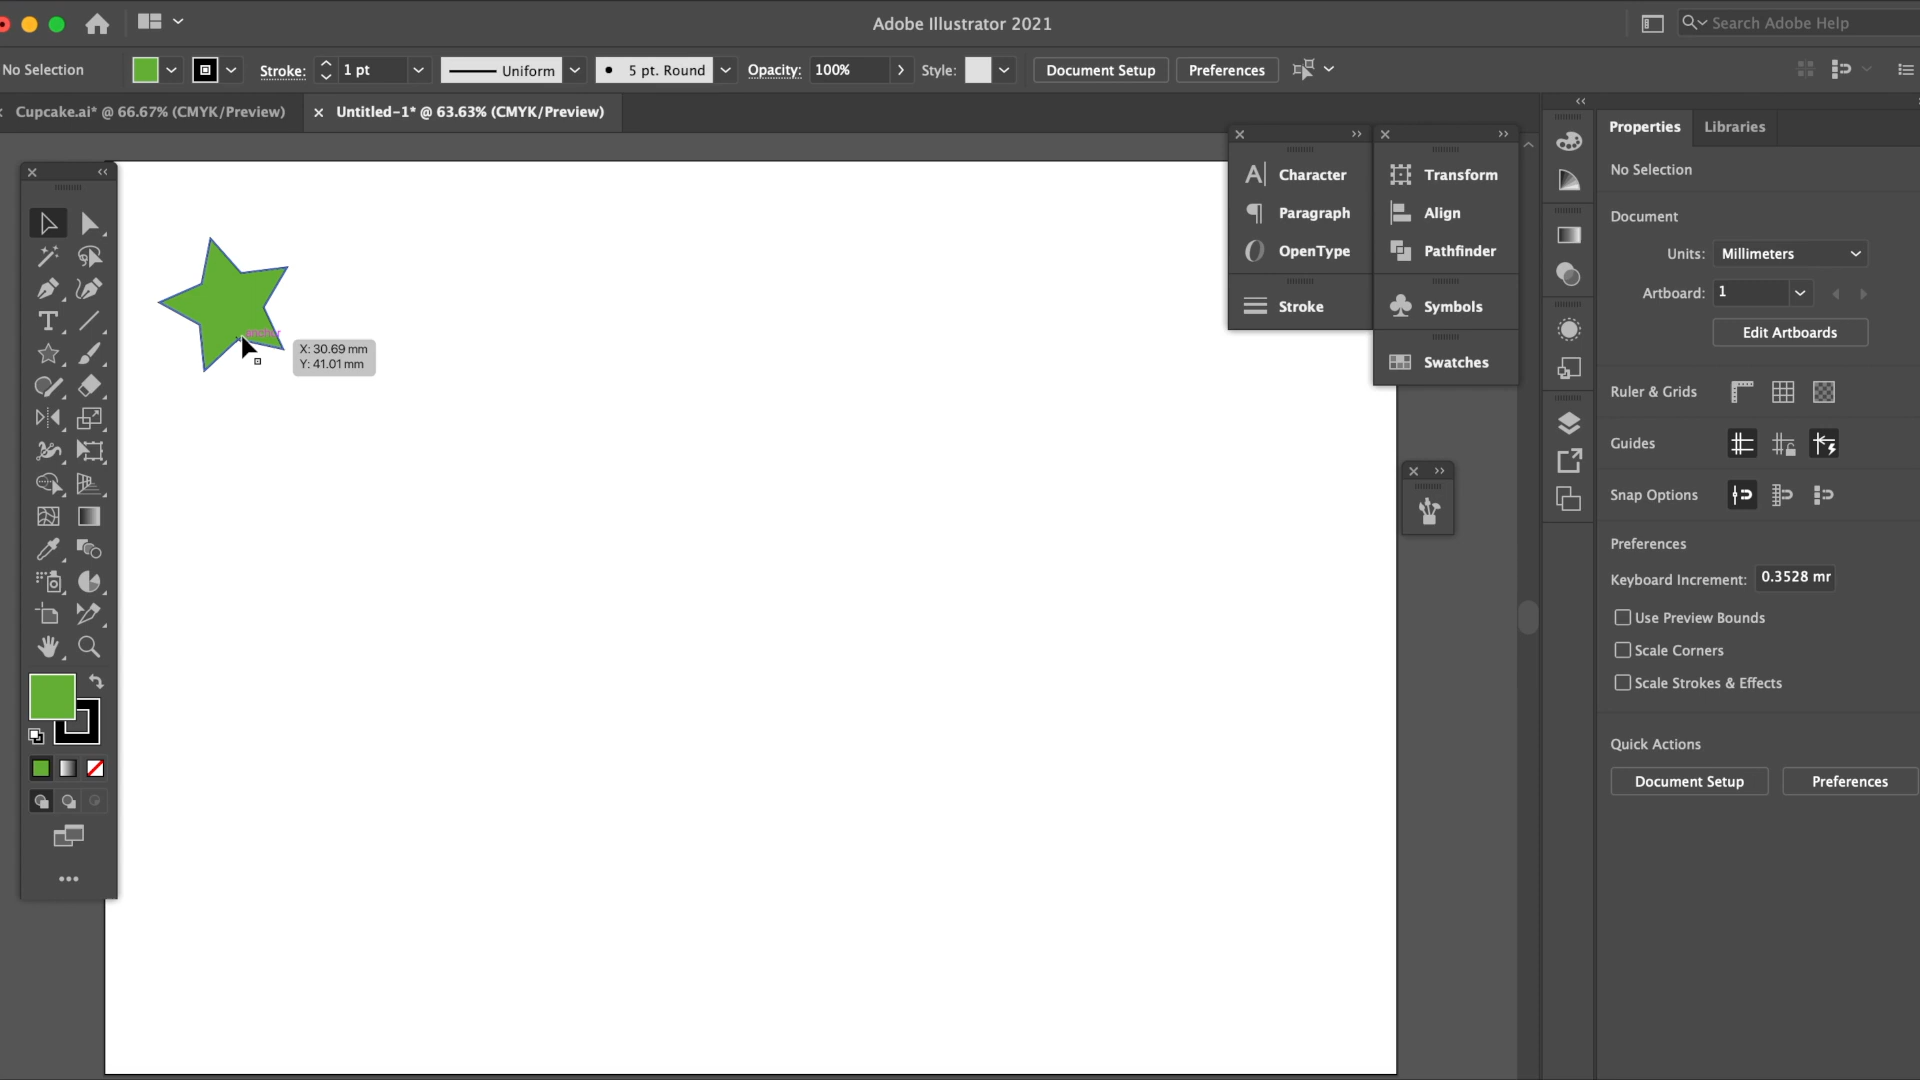 Adobe Illustrator 2021
Search Adobe Help
No Selection
Stroke: 1 pt
Uniform
5 pt. Round
Opacity: 100%
Style:
Document Setup
Preferences
Cupcake.ai* @ 66.67% (CMYK/Preview)
Untitled-1* @ 63.63% (CMYK/Preview)
Character
Paragraph
OpenType
Stroke
Transform
Align
Pathfinder
Symbols
Swatches
X: 30.69 mm
Y: 41.01 mm
Properties
Libraries
No Selection
Document
Units: Millimeters
Artboard: 1
Edit Artboards
Ruler & Grids
Guides
Snap Options
Preferences
Keyboard Increment: 0.3528 mr
Use Preview Bounds
Scale Corners
Scale Strokes & Effects
Quick Actions
Document Setup
Preferences